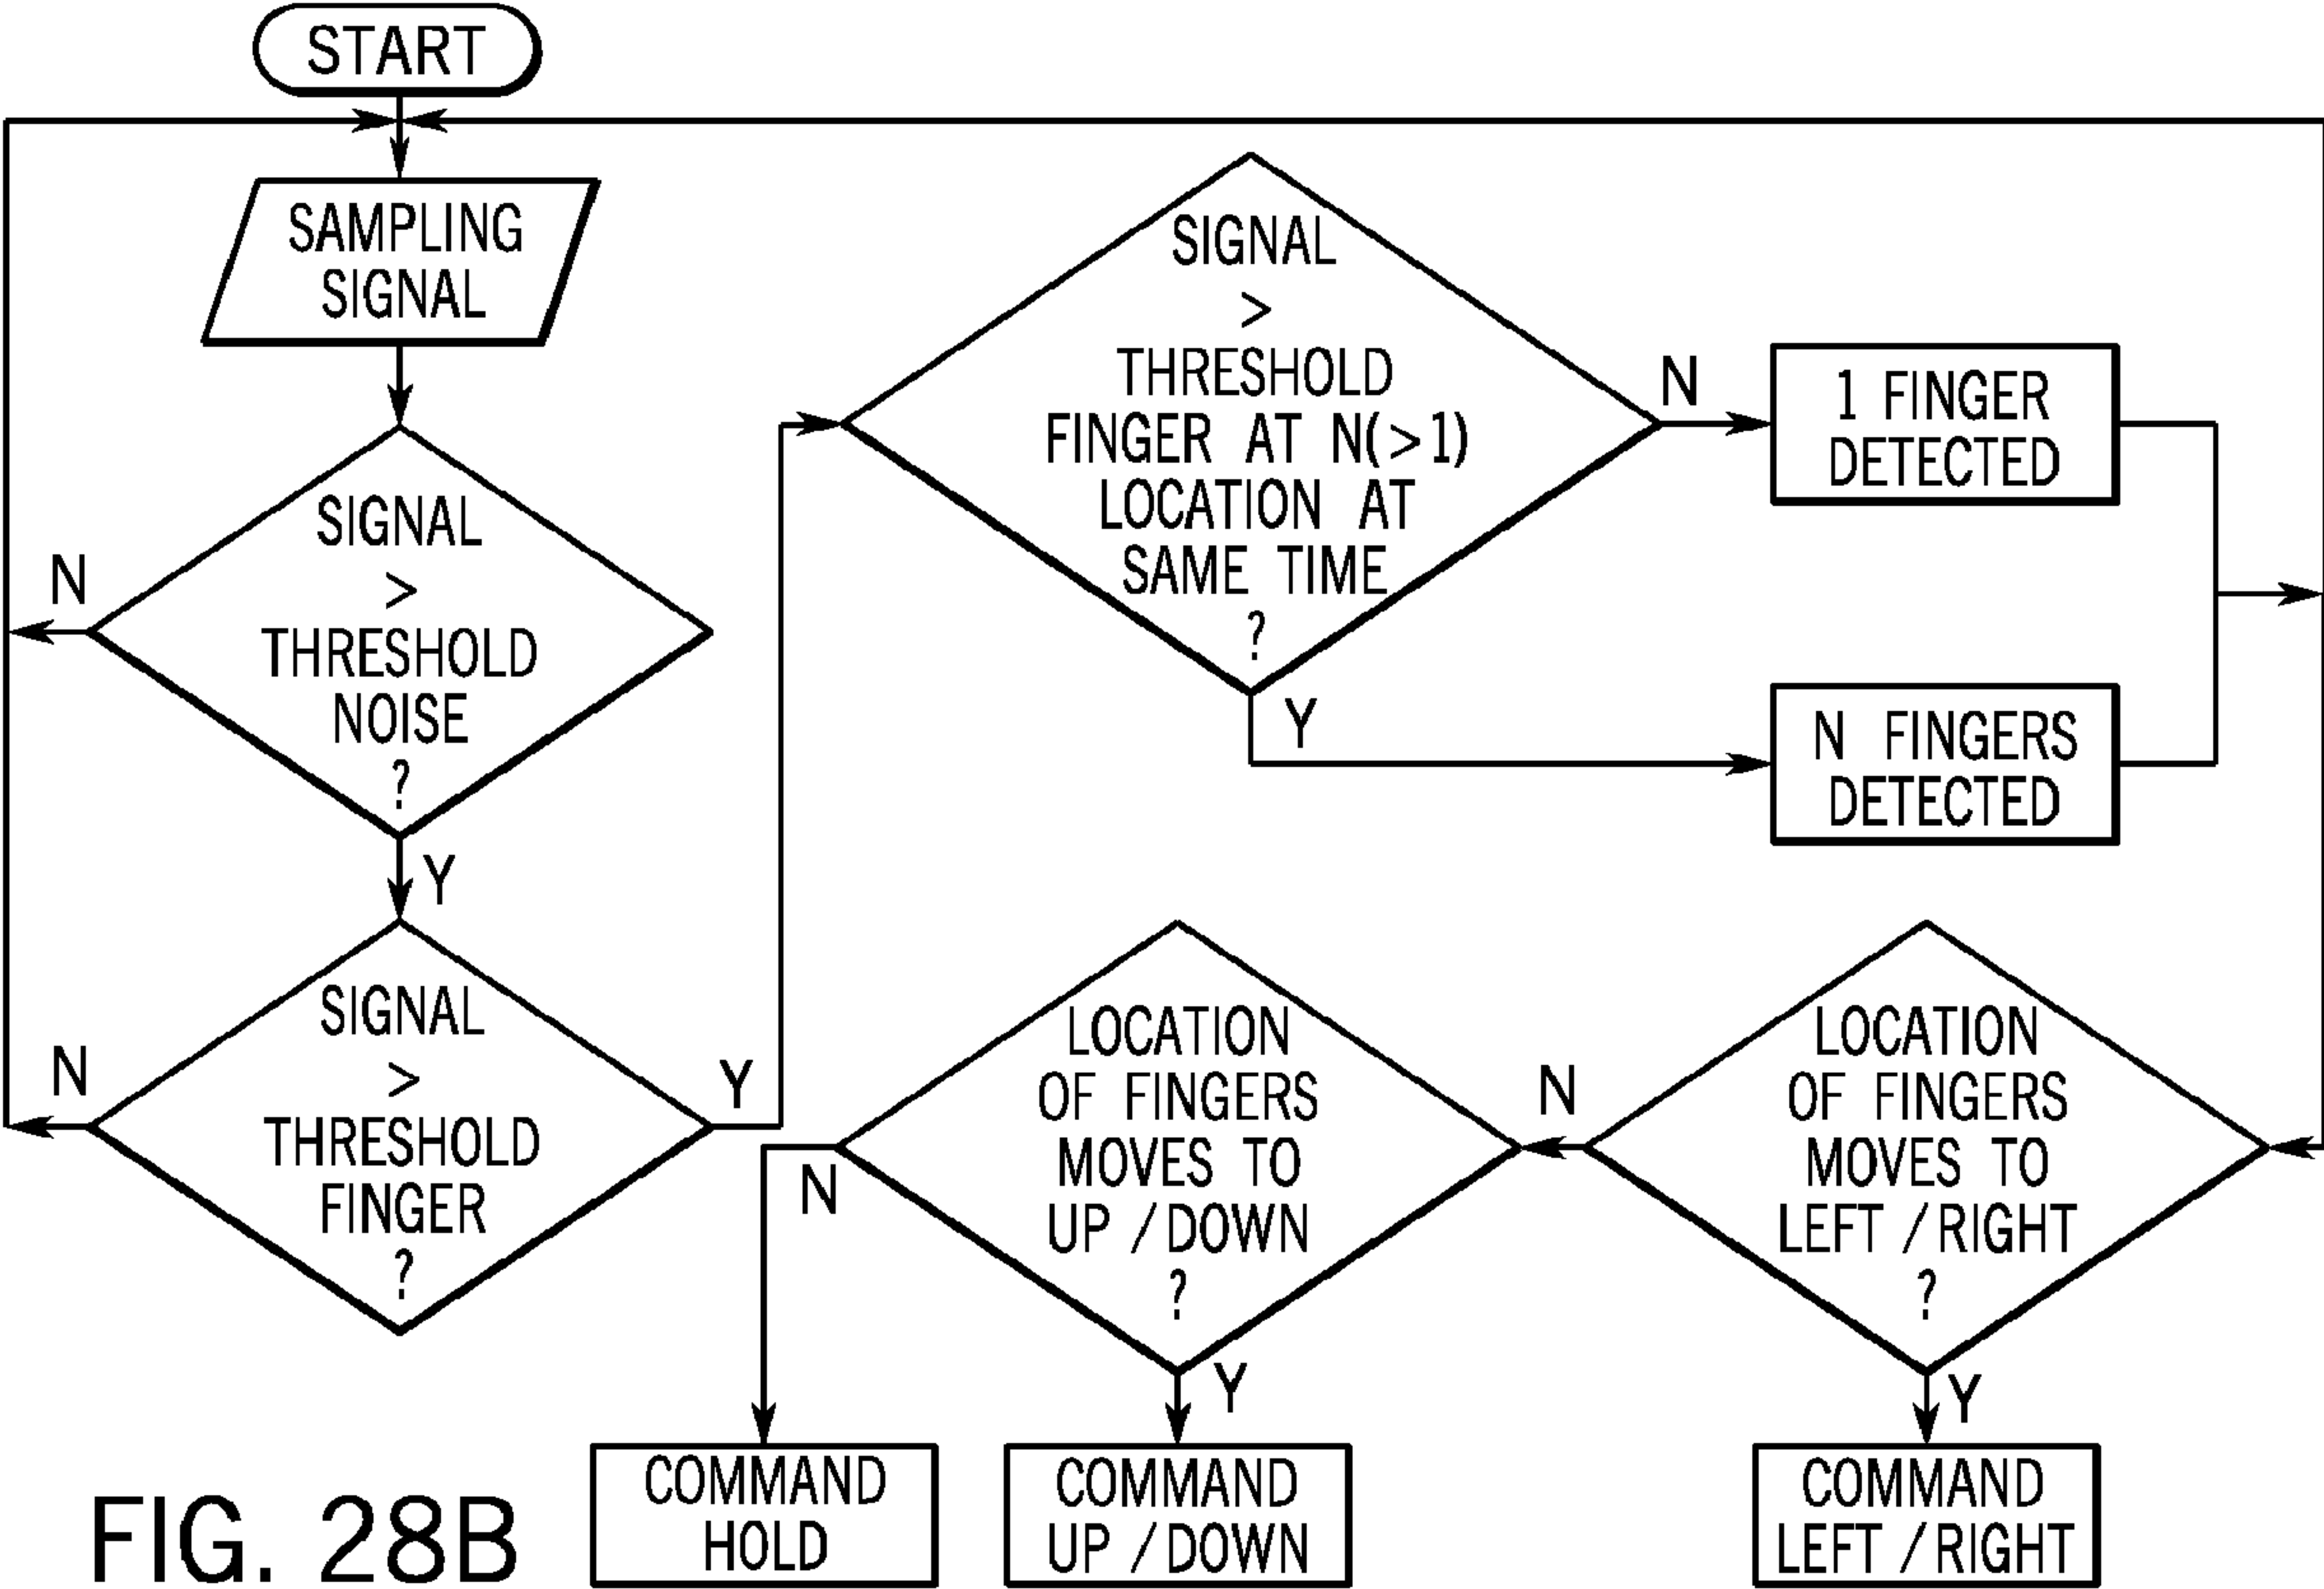 START
SAMPLING
SIGNAL
SIGNAL
>
THRESHOLD
NOISE
?
N
Y
SIGNAL
>
THRESHOLD
FINGER
?
N
Y
SIGNAL
>
THRESHOLD
FINGER AT N(>1)
LOCATION AT
SAME TIME
?
N
Y
1 FINGER
DETECTED
N FINGERS
DETECTED
LOCATION
OF FINGERS
MOVES TO
LEFT /RIGHT
?
N
Y
LOCATION
OF FINGERS
MOVES TO
UP /DOWN
?
N
Y
COMMAND
HOLD
COMMAND
UP /DOWN
COMMAND
LEFT /RIGHT
FIG. 28B